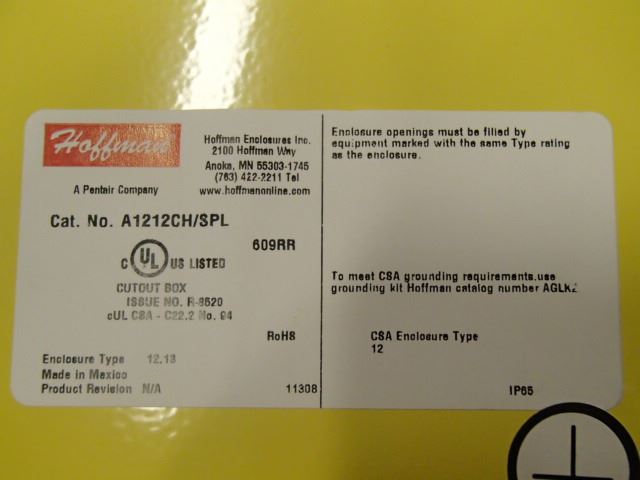 Hoffman
Hoffman Enclosures Inc.
2100 Hoffman Way
Anoka, MN 55303-1745
(763) 422-2211 Tel
www.hoffmanonline.com
A Pentair Company
Cat. No. A1212CH/SPL
609RR
C UL US LISTED
CUTOUT BOX
ISSUE NO. R-8620
cUL CSA - C22.2 No. 94
RoHS
Enclosure Type 12,13
Made in Mexico
Product Revision N/A
11308
Enclosure openings must be filled by
equipment marked with the same Type rating
as the enclosure.
To meet CSA grounding requirements,use
grounding kit Hoffman catalog number AGLK2
CSA Enclosure Type
12
IP65